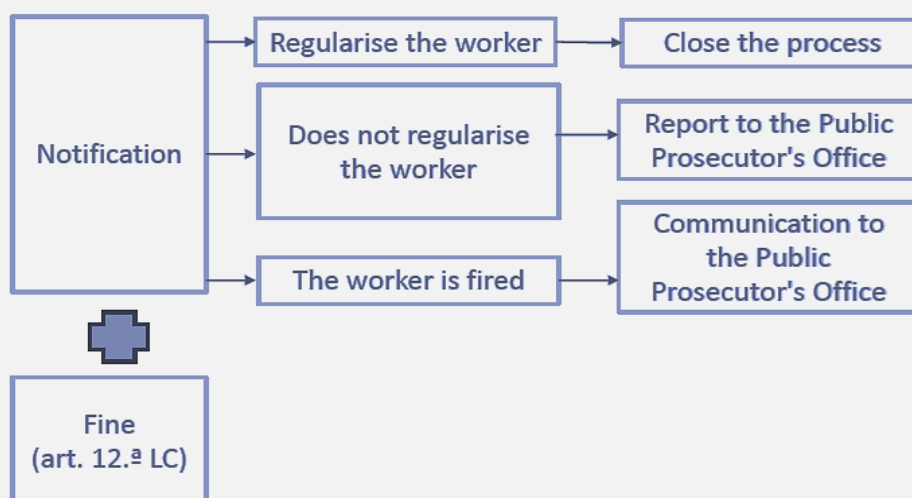 Notification
Regularise the worker
Close the process
Does not regularise
the worker
Report to the Public
Prosecutor's Office
The worker is fired
Communication to
the Public
Prosecutor's Office
Fine
(art. 12.ª LC)